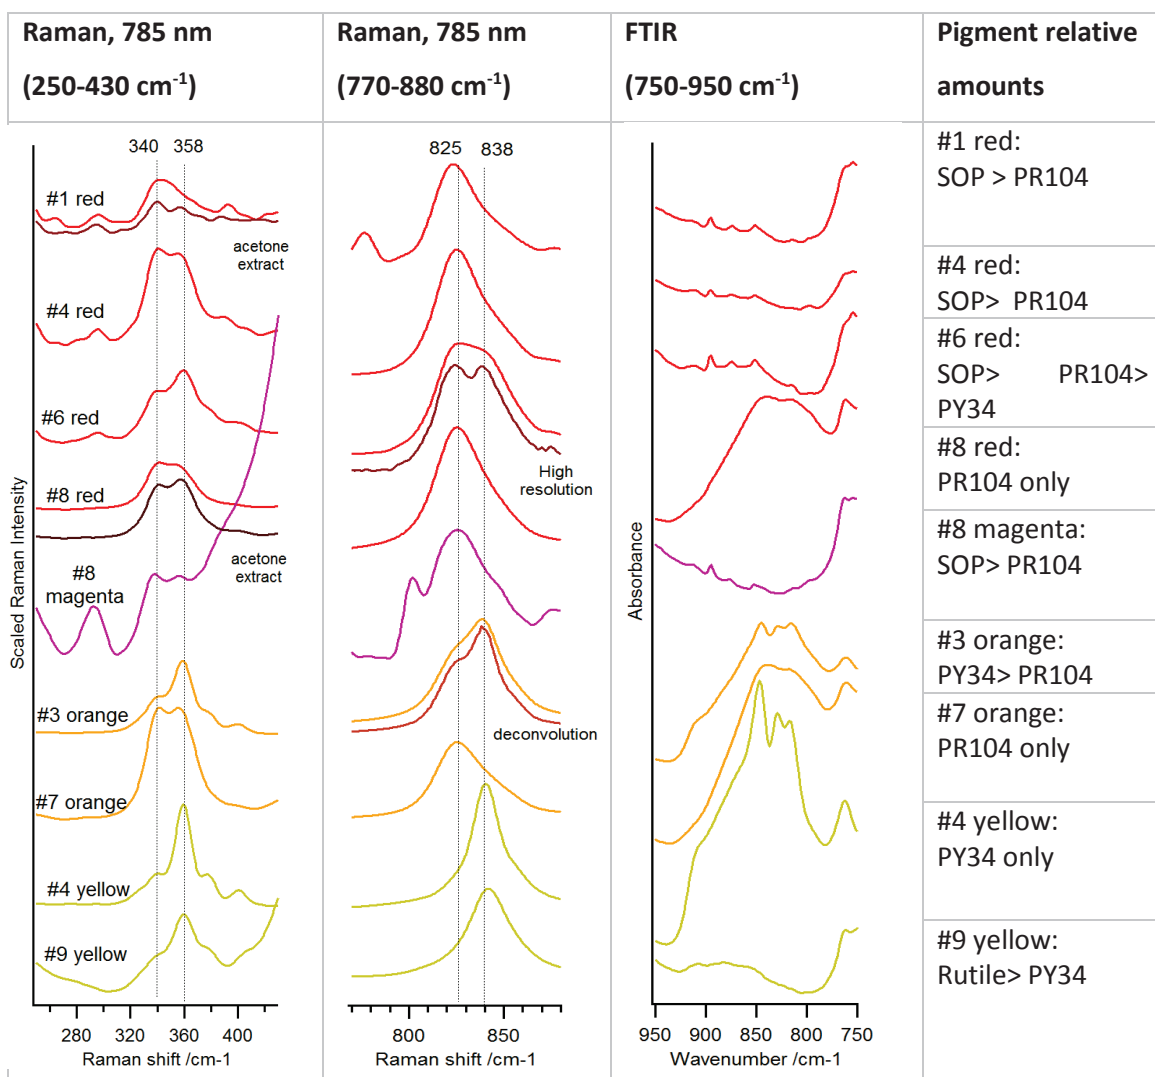 Raman, 785 nm
(250-430 cm-1)
Raman, 785 nm
(770-880 cm-1)
FTIR
(750-950 cm-1)
Pigment relative
amounts
340 358
#1 red
acetone
extract
#4 red
#6 red
#8 red
acetone
extract
#8
magenta
#3 orange
#7 orange
#4 yellow
#9 yellow
Scaled Raman Intensity
280 320 360 400
Raman shift /cm-1
825 838
High
resolution
deconvolution
800 850
Raman shift /cm-1
Absorbance
950 900 850 800 750
Wavenumber /cm-1
#1 red:
SOP > PR104
#4 red:
SOP> PR104
#6 red:
SOP> PR104>
PY34
#8 red:
PR104 only
#8 magenta:
SOP> PR104
#3 orange:
PY34> PR104
#7 orange:
PR104 only
#4 yellow:
PY34 only
#9 yellow:
Rutile> PY34